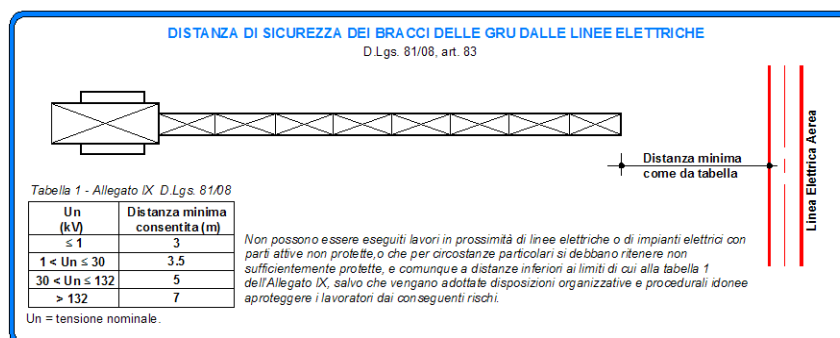 DISTANZA DI SICUREZZA DEI BRACCI DELLE GRU DALLE LINEE ELETTRICHE
D.Lgs. 81/08, art. 83
Distanza minima
come da tabella
Linea Elettrica Aerea
Tabella 1 - Allegato IX D.Lgs. 81/08
Un
(kV)
Distanza minima
consentita (m)
≤ 1
3
1 < Un ≤ 30
3.5
30 < Un ≤ 132
5
> 132
7
Un = tensione nominale.
Non possono essere eseguiti lavori in prossimità di linee elettriche o di impianti elettrici con
parti attive non protette, o che per circostanze particolari si debbano ritenere non
sufficientemente protette, e comunque a distanze inferiori ai limiti di cui alla tabella 1
dell'Allegato IX, salvo che vengano adottate disposizioni organizzative e procedurali idonee
aproteggere i lavoratori dai conseguenti rischi.